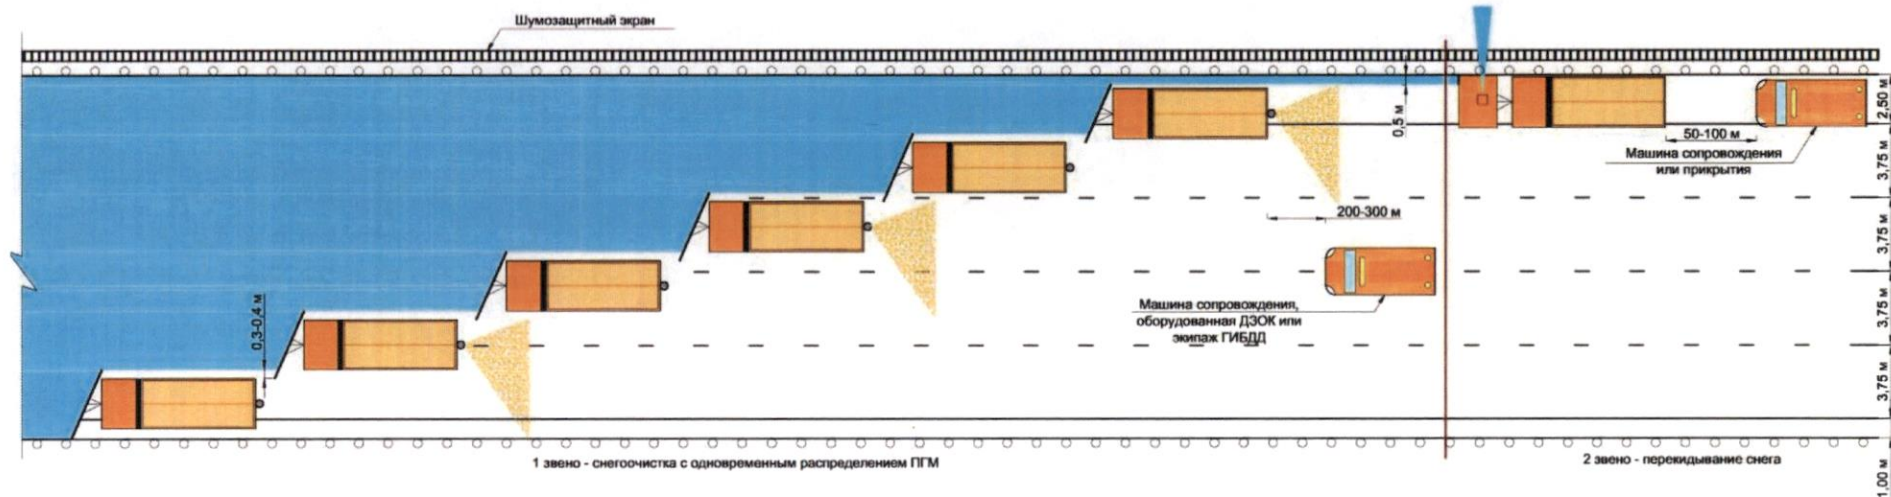 Шумозащитный экран
0,5 м
2,50 м
50-100 м
Машина сопровождения
или прикрытия
3,75 м
200-300 м
3,75 м
0,3-0,4 м
Машина сопровождения,
оборудованная ДЗОК или
экипаж ГИБДД
3,75 м
3,75 м
1 звено - снегоочистка с одновременным распределением ПГМ
2 звено - перекидывание снега
1,00 м